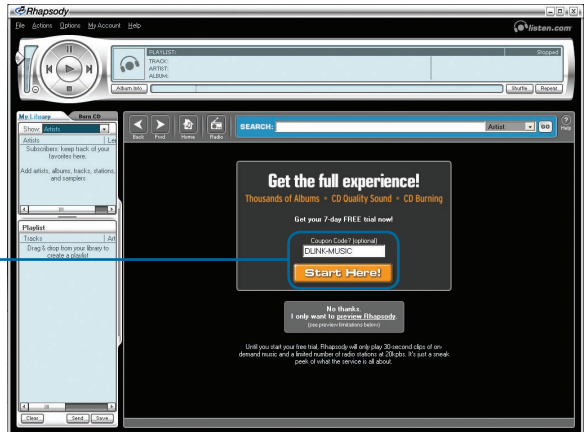 Rhapsody
File Actions Options My Account Help
listen.com
PLAYLIST:
Stopped
TRACK:
ARTIST:
ALBUM:
Album Info
Shuffle Repeat
My Library Burn CD
Show: Artists
Artists Len
Subscribers: keep track of your
favorites here.
Add artists, albums, tracks, stations,
and samplers
Playlist
Tracks Art
Drag & drop from your library to
create a playlist
Clear Send Save
Back Fwd Home Radio
SEARCH: Artist GO
? Help
Get the full experience!
Thousands of Albums • CD Quality Sound • CD Burning
Get your 7-day FREE trial now!
Coupon Code? (optional)
DLINK-MUSIC
Start Here!
No thanks.
I only want to preview Rhapsody.
(see preview limitations below)
Until you start your free trial, Rhapsody will only play 30-second clips of on-
demand music and a limited number of radio stations at 20kpbs. It's just a sneak
peek of what the service is all about.